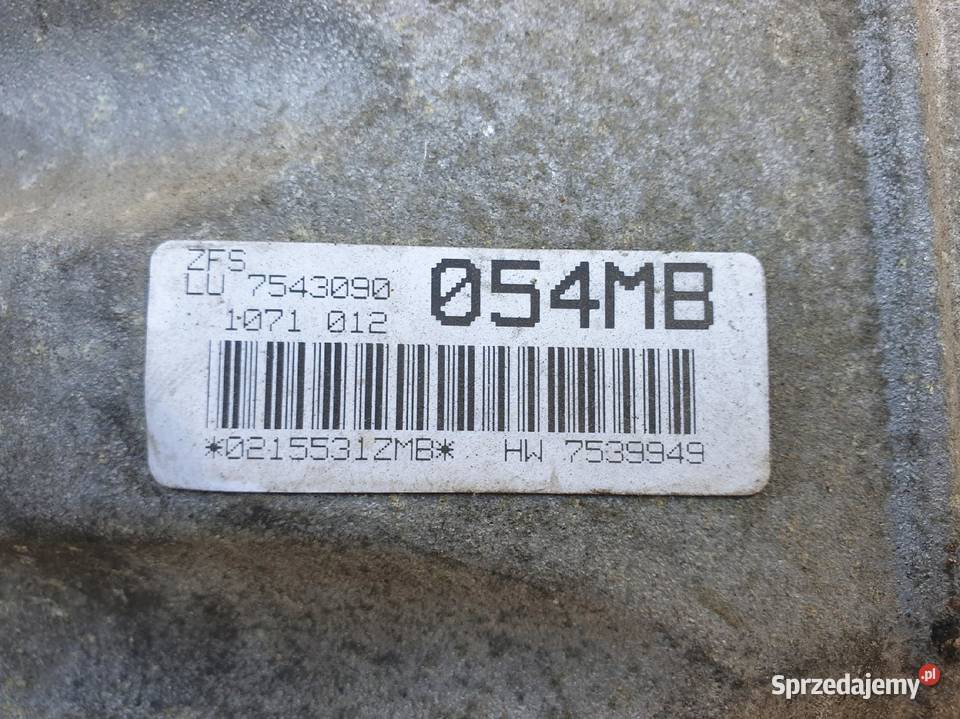 ZFS
LU 7543090
1071 012
054MB
*0215531ZMB* HW 7539949
Sprzedajemy.pl